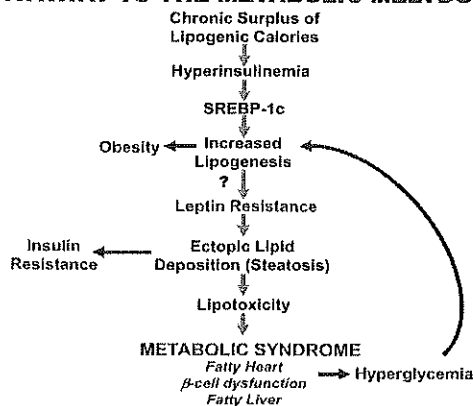 Chronic Surplus of
Lipogenic Calories
Hyperinsulinemia
SREBP-1c
Obesity
Increased
Lipogenesis
?
Leptin Resistance
Insulin
Resistance
Ectopic Lipid
Deposition (Steatosis)
Lipotoxicity
METABOLIC SYNDROME
Fatty Heart
β-cell dysfunction
Fatty Liver
Hyperglycemia